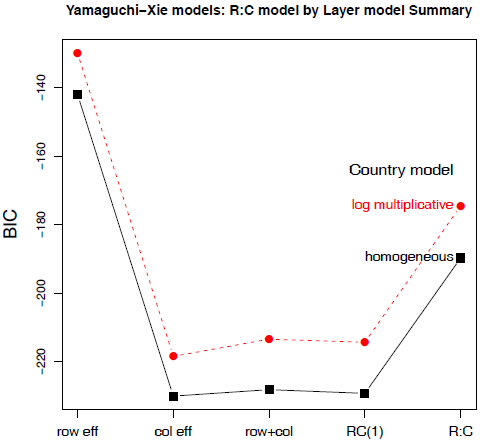 Yamaguchi−Xie models: R:C model by Layer model Summary
−140
−160
−180
−200
−220
BIC
Country model
log multiplicative
homogeneous
row eff
col eff
row+col
RC(1)
R:C